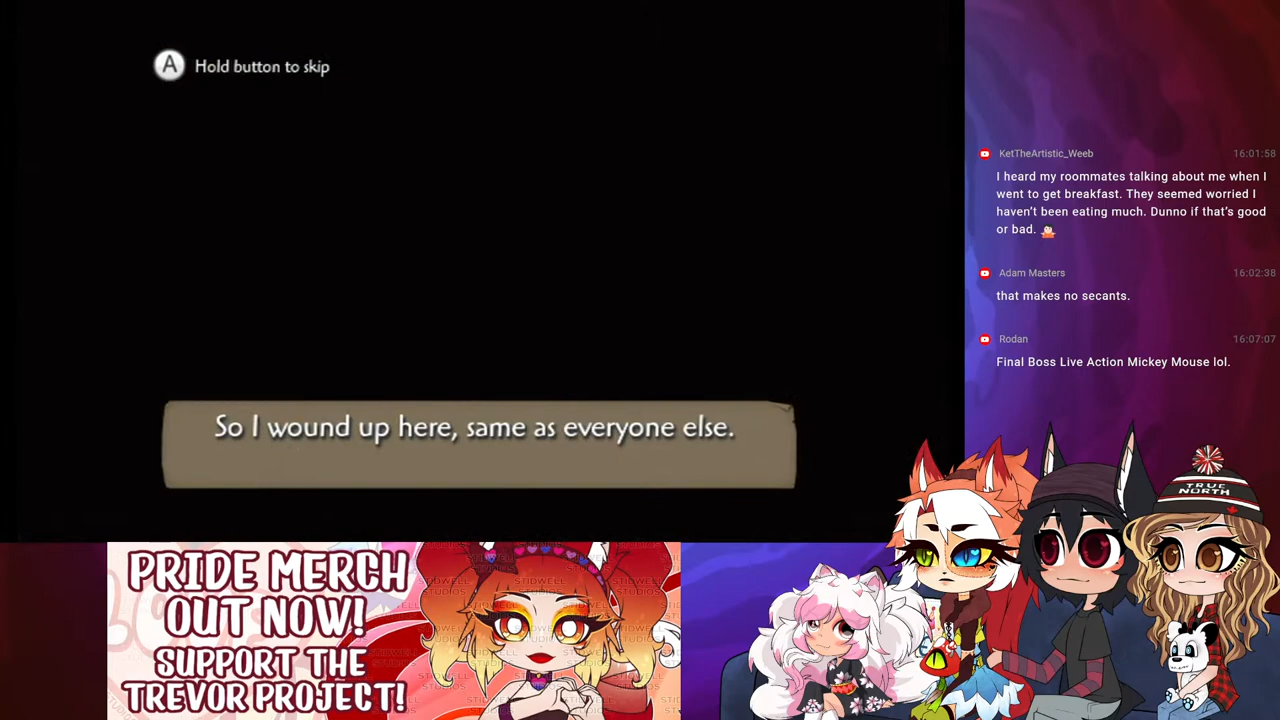 A Hold button to skip
So I wound up here, same as everyone else.
KetTheArtistic_Weeb 16:01:58
I heard my roommates talking about me when I
went to get breakfast. They seemed worried I
haven't been eating much. Dunno if that's good
or bad.
Adam Masters 16:02:38
that makes no secants.
Rodan 16:07:07
Final Boss Live Action Mickey Mouse lol.
PRIDE MERCH
OUT NOW!
SUPPORT THE
TREVOR PROJECT!
STIDWELL
STUDIOS
TRUE
NORTH